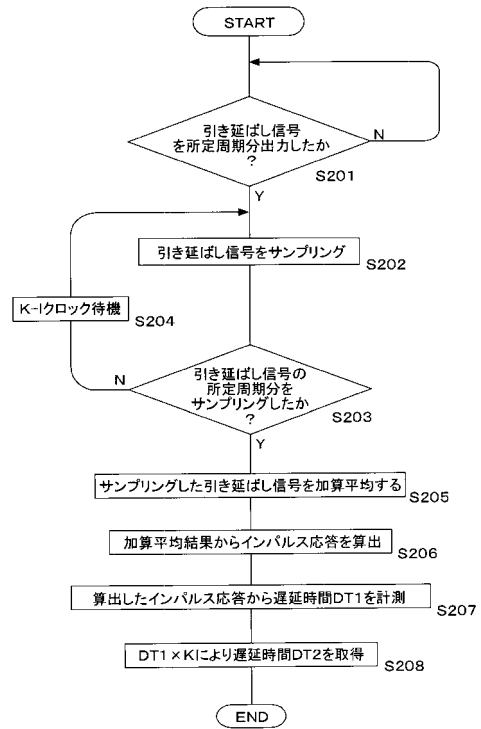 START
引き延ばし信号
を所定周期分出力したか
?
N
S201
Y
引き延ばし信号をサンプリング
S202
K-1クロック待機
S204
引き延ばし信号の
所定周期分を
サンプリングしたか
?
N
S203
Y
サンプリングした引き延ばし信号を加算平均する
S205
加算平均結果からインパルス応答を算出
S206
算出したインパルス応答から遅延時間DT1を計測
S207
DT1×Kにより遅延時間DT2を取得
S208
END